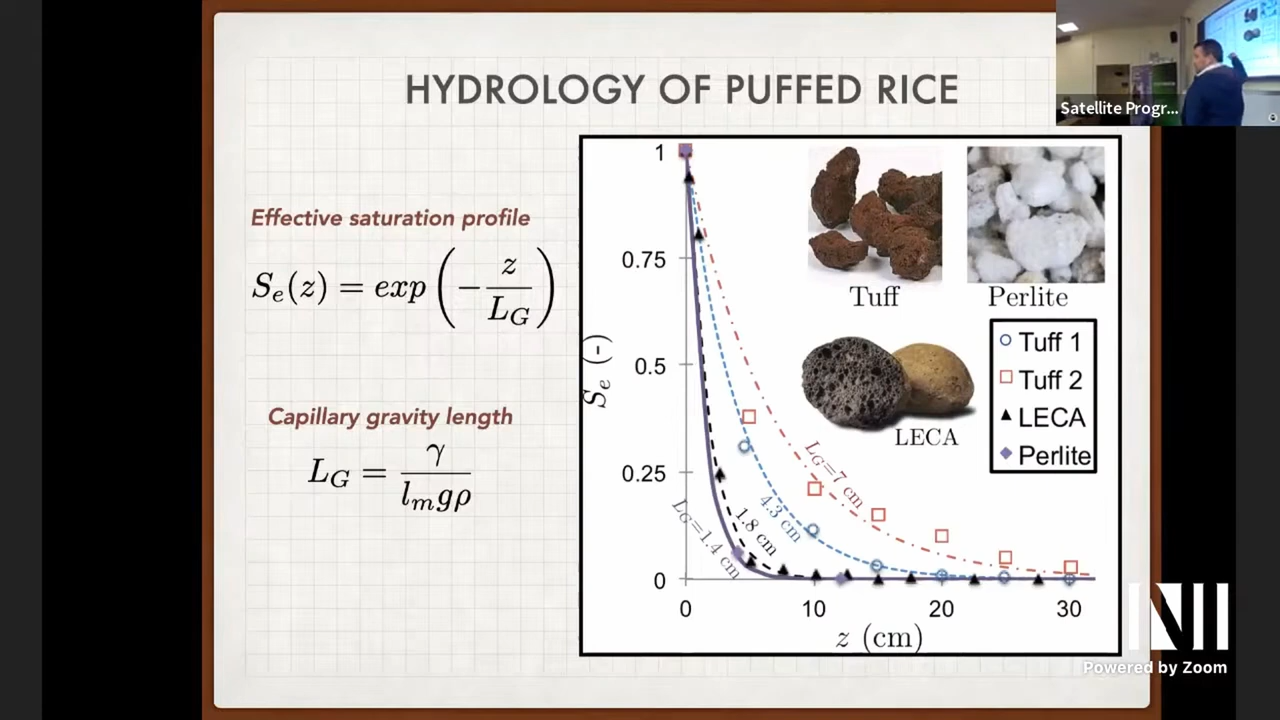 HYDROLOGY OF PUFFED RICE
Satellite Progr...
Effective saturation profile
S_e(z) = exp(−z/L_G)
Capillary gravity length
L_G = γ/(l_m gρ)
S_e (-)
1
0.75
0.5
0.25
0
0
10
20
30
z (cm)
Tuff
Perlite
LECA
Tuff 1
Tuff 2
LECA
Perlite
L_G=7 cm
4.3 cm
1.8 cm
L_G=1.4 cm
Powered by Zoom